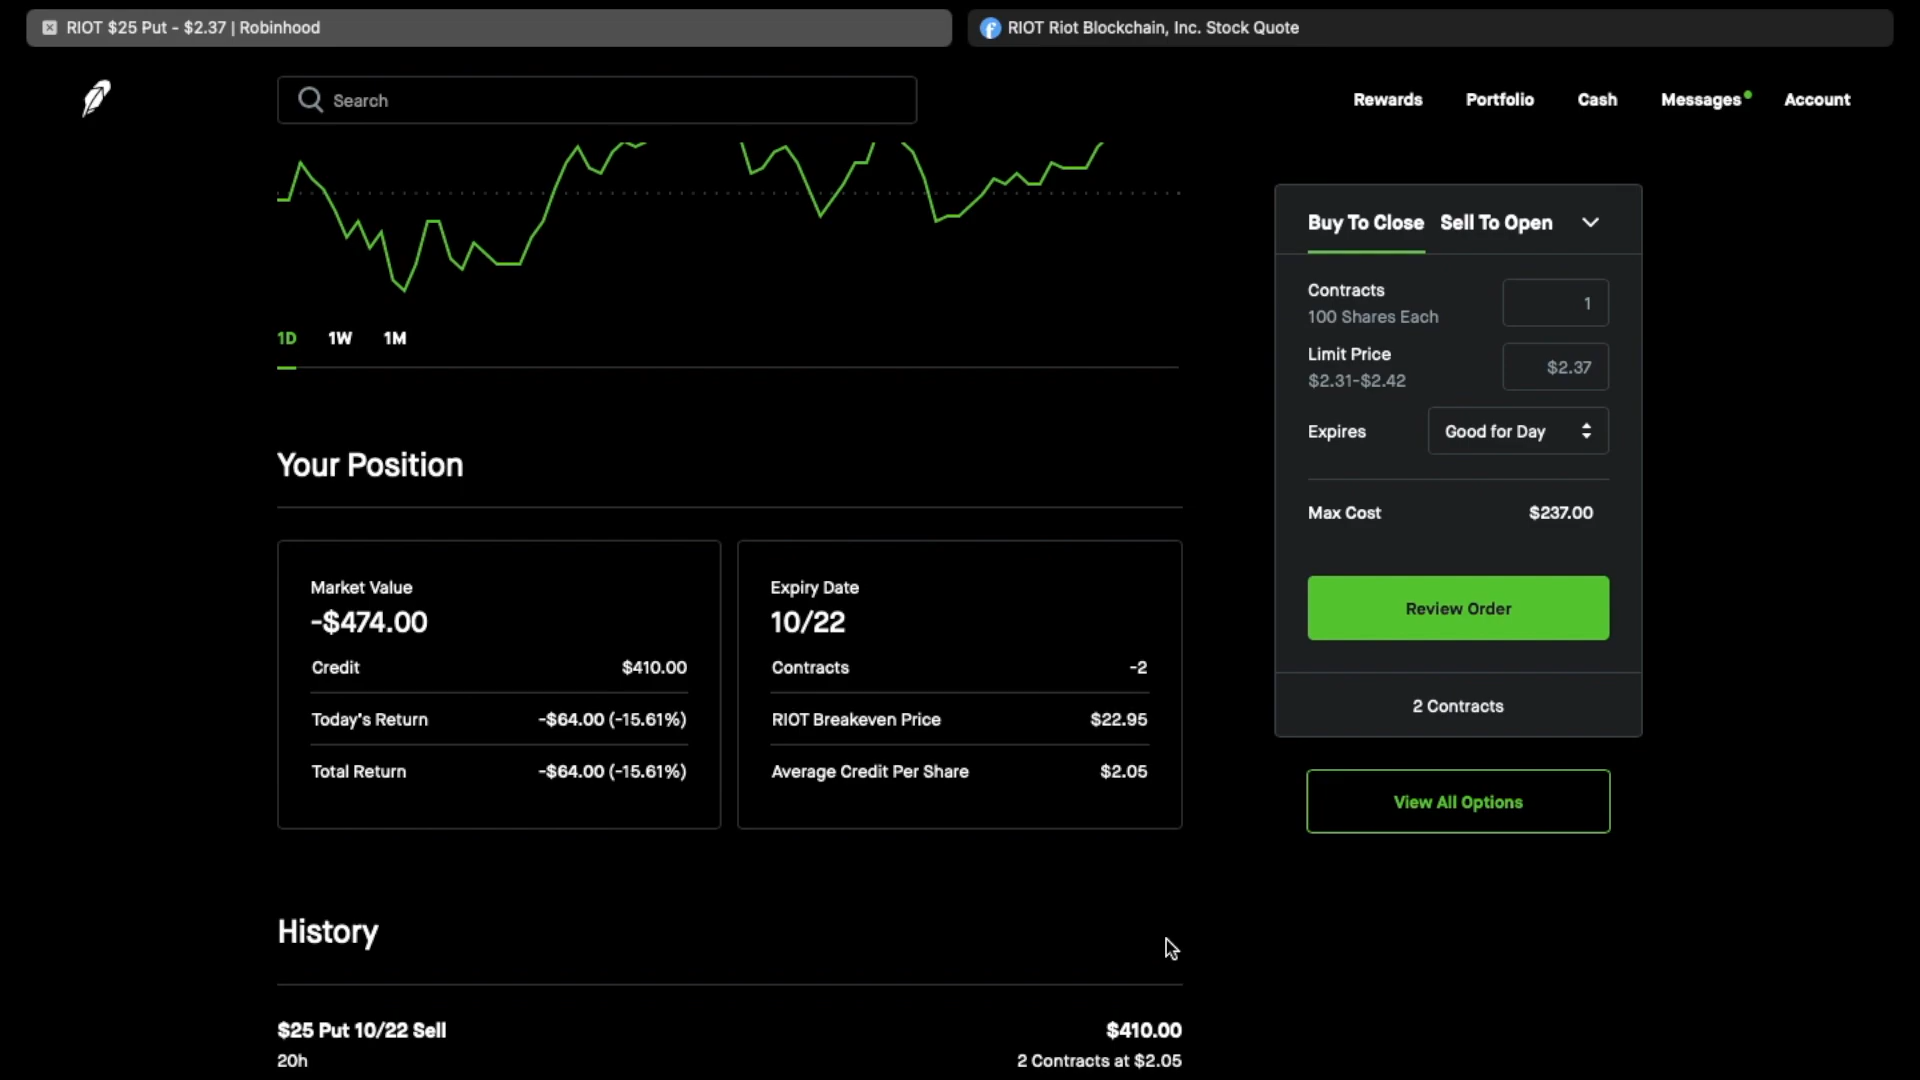 RIOT $25 Put - $2.37 | Robinhood
RIOT Riot Blockchain, Inc. Stock Quote
Search
Rewards
Portfolio
Cash
Messages
Account
1D
1W
1M
Your Position
Market Value
-$474.00
Credit
$410.00
Today's Return
-$64.00 (-15.61%)
Total Return
-$64.00 (-15.61%)
Expiry Date
10/22
Contracts
-2
RIOT Breakeven Price
$22.95
Average Credit Per Share
$2.05
History
$25 Put 10/22 Sell
$410.00
20h
2 Contracts at $2.05
Buy To Close
Sell To Open
Contracts
1
100 Shares Each
Limit Price
$2.37
$2.31-$2.42
Expires
Good for Day
Max Cost
$237.00
Review Order
2 Contracts
View All Options